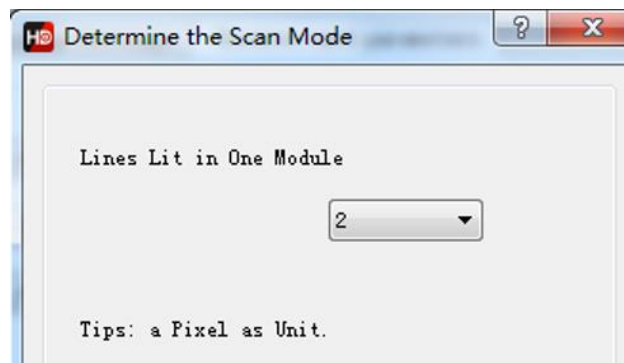 HD Determine the Scan Mode
Lines Lit in One Module
2
Tips: a Pixel as Unit.